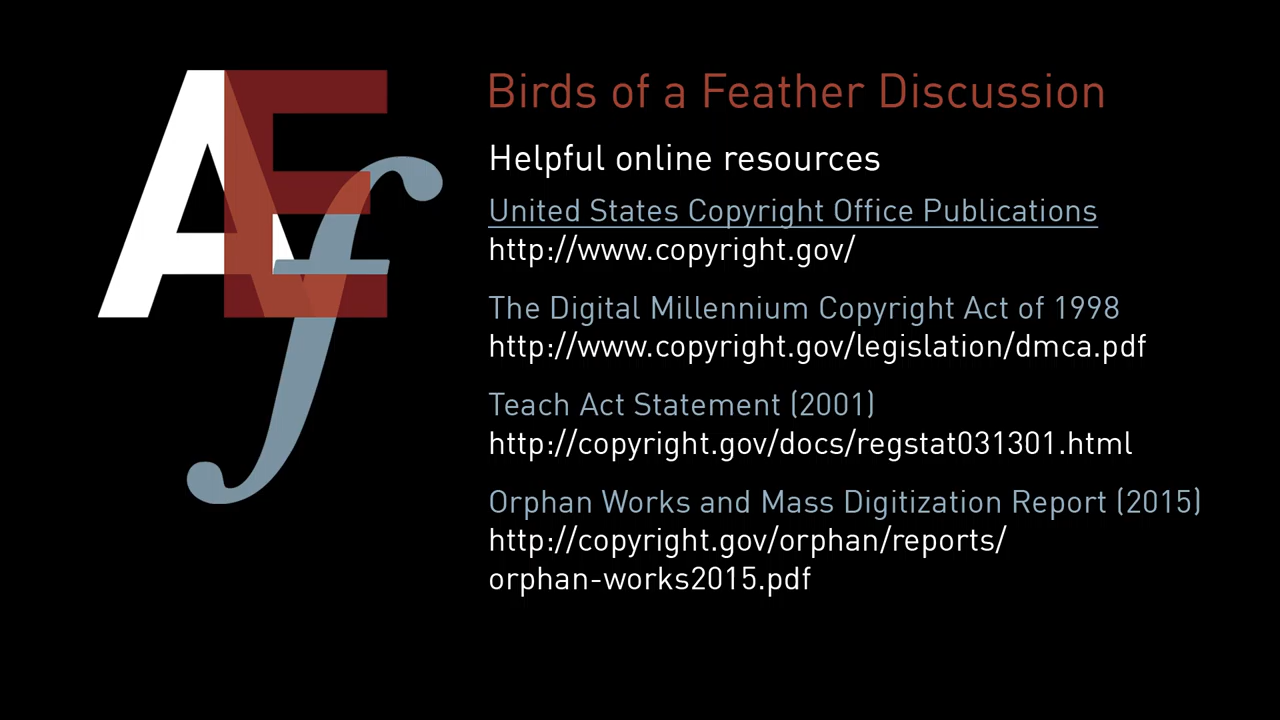 AEf
Birds of a Feather Discussion
Helpful online resources
United States Copyright Office Publications
http://www.copyright.gov/
The Digital Millennium Copyright Act of 1998
http://www.copyright.gov/legislation/dmca.pdf
Teach Act Statement (2001)
http://copyright.gov/docs/regstat031301.html
Orphan Works and Mass Digitization Report (2015)
http://copyright.gov/orphan/reports/
orphan-works2015.pdf